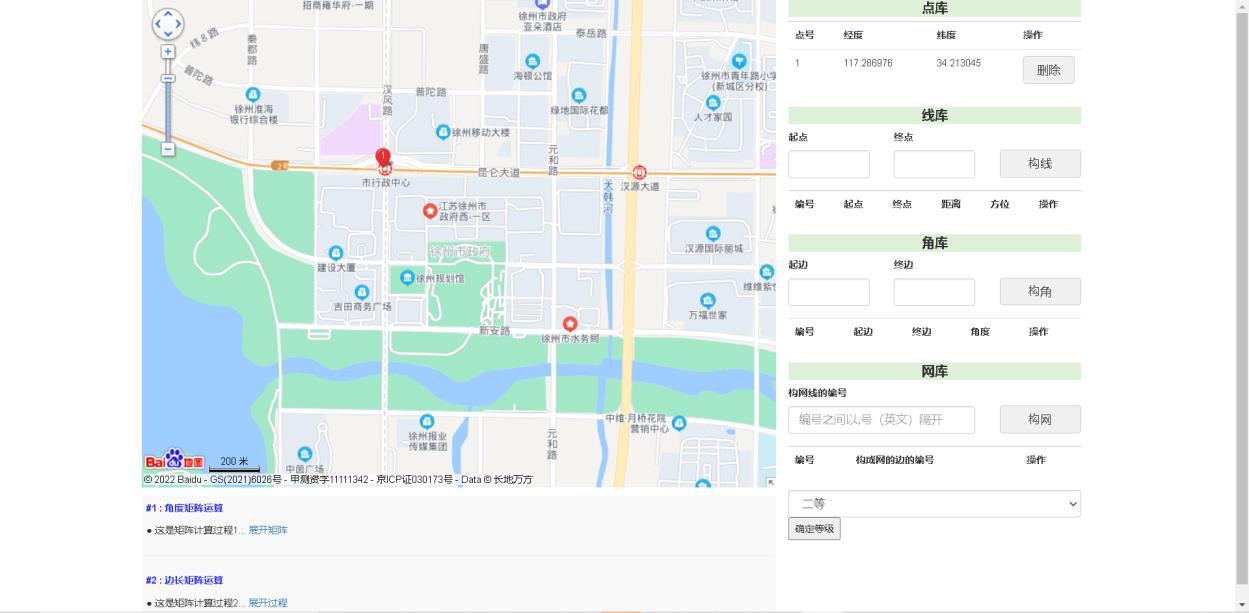 招商雍华府·一期
徐州市政府
亚朵酒店
泰岳路
纬8路
秦郡路
唐盛路
海顿公馆
徐州市青年路小学
(新城区分校)
普陀路
汉风路
普陀路
徐州淮海
银行综合楼
绿地国际花都
人才家园
徐州移动大楼
元和路
1
2号
市行政中心
昆仑大道
汉源大道
大韩河
江苏徐州市
政府西-一区
汉源国际丽城
徐州市政府
建设大厦
徐州规划馆
维维紫
吉田商务广场
万福世家
新安路
徐州市水务局
中维·月桥花院
营销中心
徐州报业
传媒集团
元和路
中茵广场
Bai du 地图
200 米
© 2022 Baidu - GS(2021)6026号 - 甲测资字11111342 - 京ICP证030173号 - Data © 长地万方
#1 : 角度矩阵运算
● 这是矩阵计算过程1... 展开矩阵
#2 : 边长矩阵运算
● 这是矩阵计算过程2... 展开过程
点库
点号 经度 纬度 操作
1 117.286976 34.213045 删除
线库
起点 终点
构线
编号 起点 终点 距离 方位 操作
角库
起边 终边
构角
编号 起边 终边 角度 操作
网库
构网线的编号
编号之间以,号（英文）隔开 构网
编号 构成网的边的编号 操作
二等
确定等级